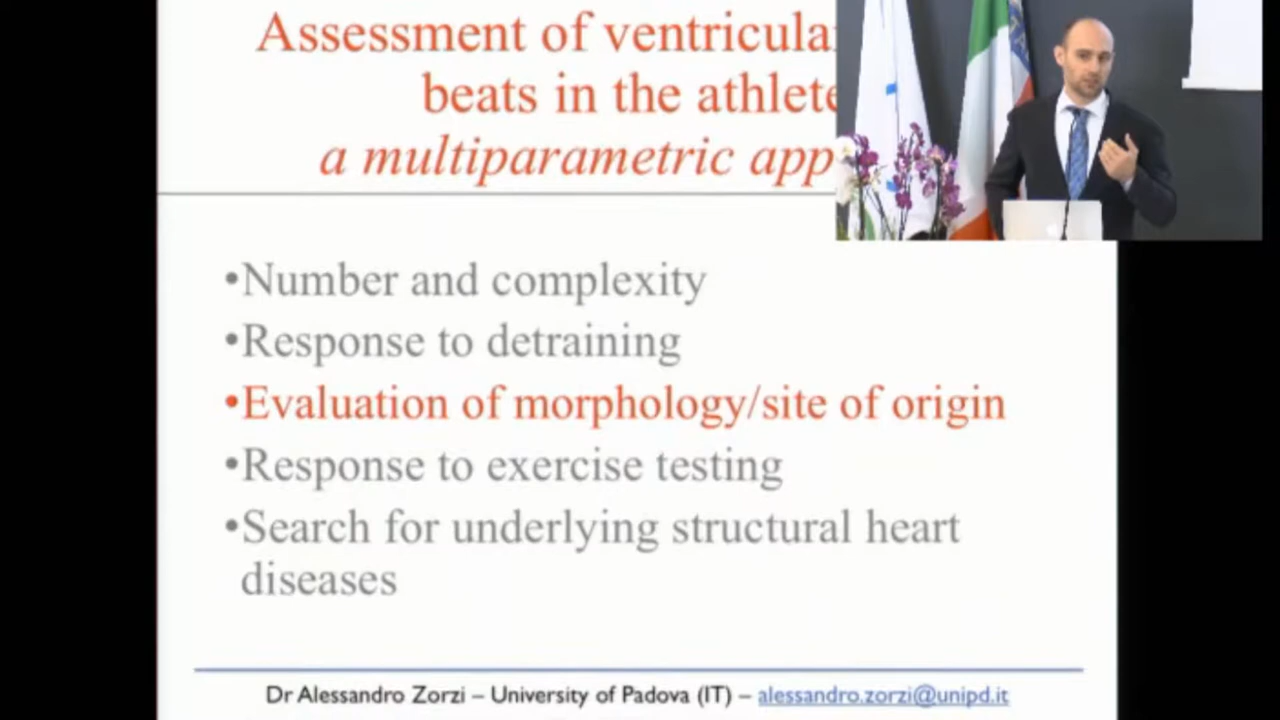 Assessment of ventricular
beats in the athlete
a multiparametric app
•Number and complexity
•Response to detraining
•Evaluation of morphology/site of origin
•Response to exercise testing
•Search for underlying structural heart
diseases
Dr Alessandro Zorzi – University of Padova (IT) – alessandro.zorzi@unipd.it